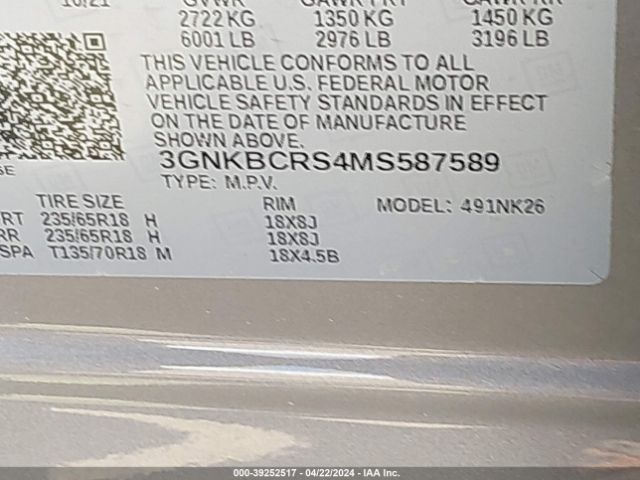 10/21 GVWR GAWR FRT GAWR RR
2722 KG 1350 KG 1450 KG
6001 LB 2976 LB 3196 LB
THIS VEHICLE CONFORMS TO ALL
APPLICABLE U.S. FEDERAL MOTOR
VEHICLE SAFETY STANDARDS IN EFFECT
ON THE DATE OF MANUFACTURE
SHOWN ABOVE.
3GNKBCRS4MS587589
TYPE: M.P.V.
TIRE SIZE RIM MODEL: 491NK26
RT 235/65R18 H 18X8J
RR 235/65R18 H 18X8J
SPA T135/70R18 M 18X4.5B
000-39252517 - 04/22/2024 - IAA Inc.